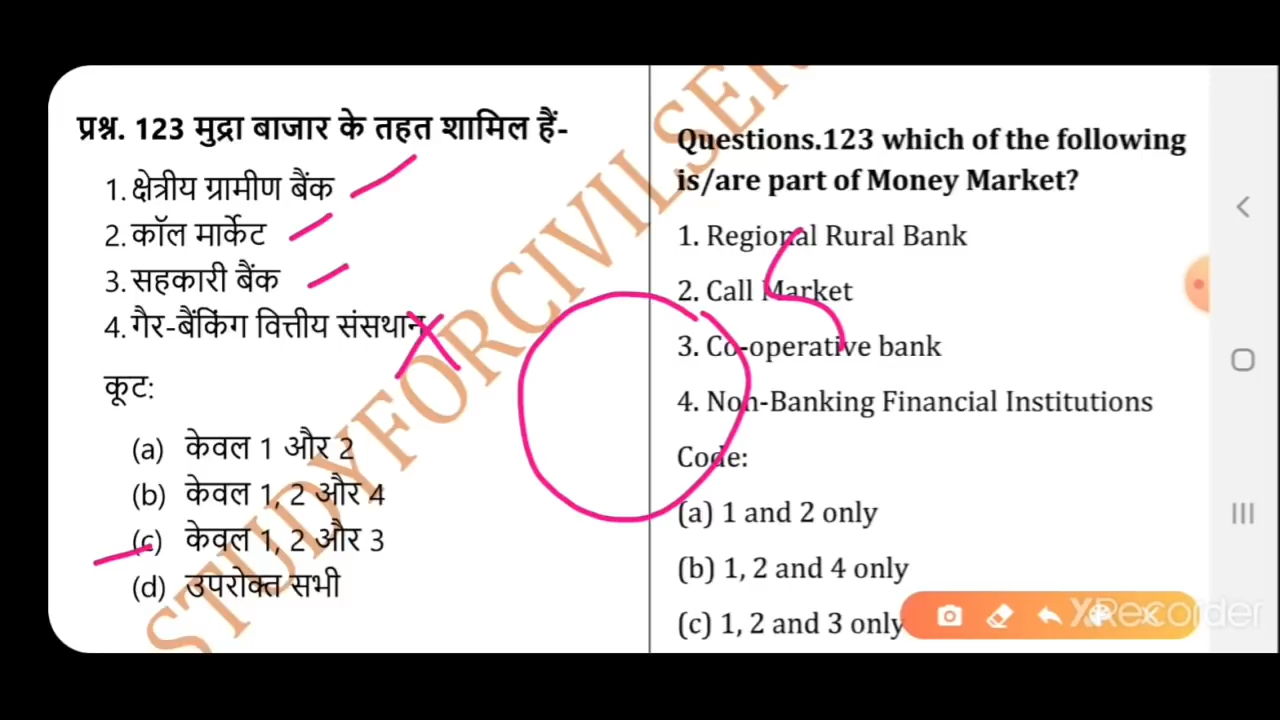 प्रश्न. 123 मुद्रा बाजार के तहत शामिल हैं-
1. क्षेत्रीय ग्रामीण बैंक
2. कॉल मार्केट
3. सहकारी बैंक
4. गैर-बैंकिंग वित्तीय संसथान
कूट:
(a) केवल 1 और 2
(b) केवल 1, 2 और 4
(c) केवल 1, 2 और 3
(d) उपरोक्त सभी
Questions.123 which of the following
is/are part of Money Market?
1. Regional Rural Bank
2. Call Market
3. Co-operative bank
4. Non-Banking Financial Institutions
Code:
(a) 1 and 2 only
(b) 1, 2 and 4 only
(c) 1, 2 and 3 only
STUDYFORCIVILSER
XRecorder